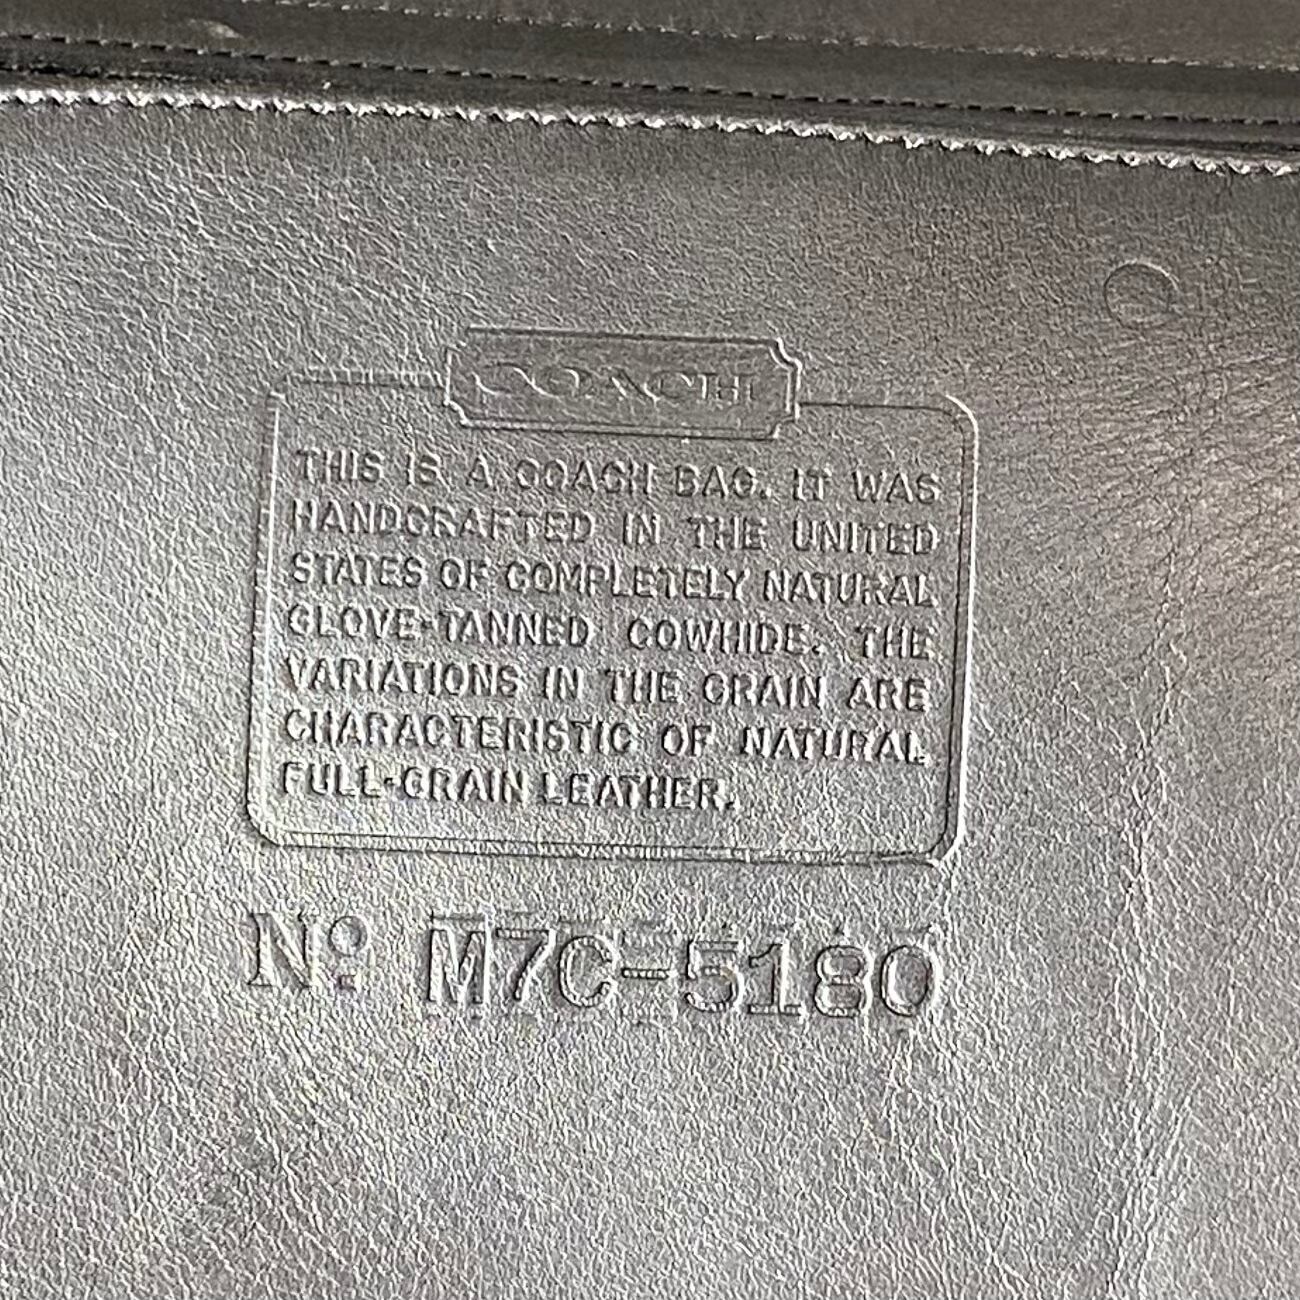 COACH
THIS IS A COACH BAG. IT WAS
HANDCRAFTED IN THE UNITED
STATES OF COMPLETELY NATURAL
GLOVE-TANNED COWHIDE. THE
VARIATIONS IN THE GRAIN ARE
CHARACTERISTIC OF NATURAL
FULL-GRAIN LEATHER.
Nº M7C-5180